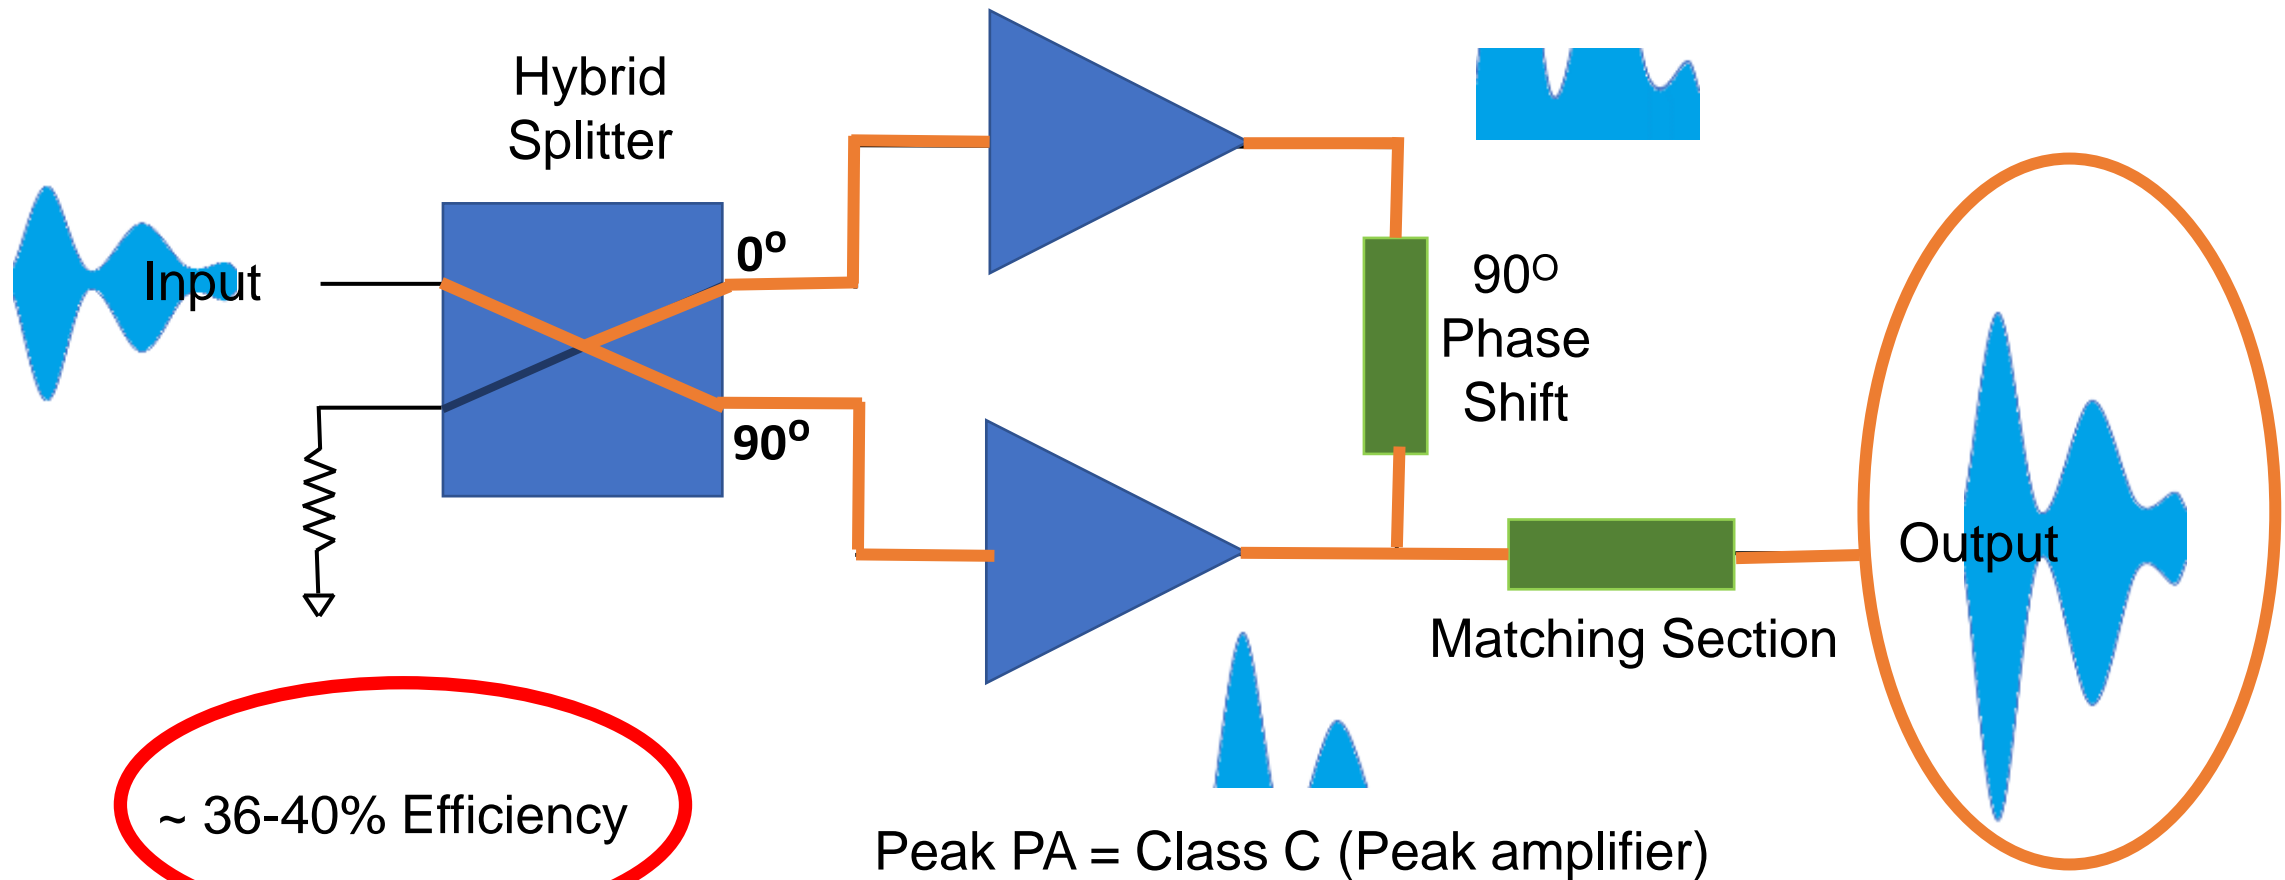 Hybrid
Splitter
Input
0º
90º
90O
Phase
Shift
Output
Matching Section
~ 36-40% Efficiency
Peak PA = Class C (Peak amplifier)